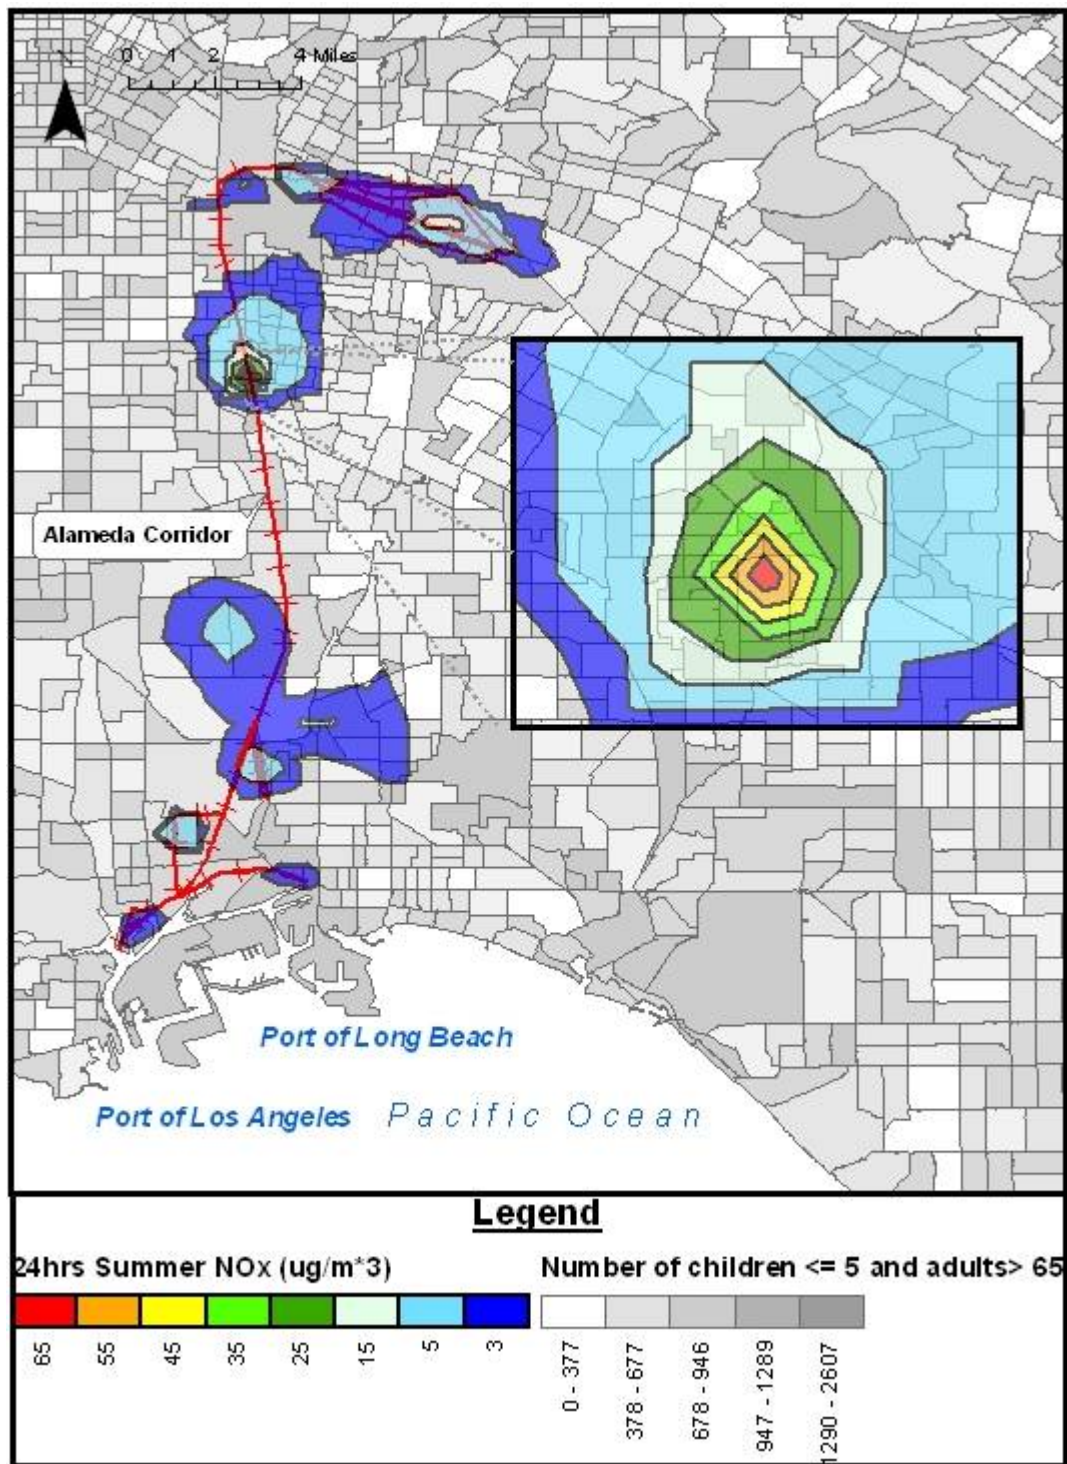 0 1 2 4 Miles
Alameda Corridor
Port of Long Beach
Port of Los Angeles Pacific Ocean
Legend
24hrs Summer NOx (ug/m*3) Number of children <= 5 and adults> 65
65 55 45 35 25 15 5 3 0 - 377 378 - 677 678 - 946 947 - 1289 1290 - 2607